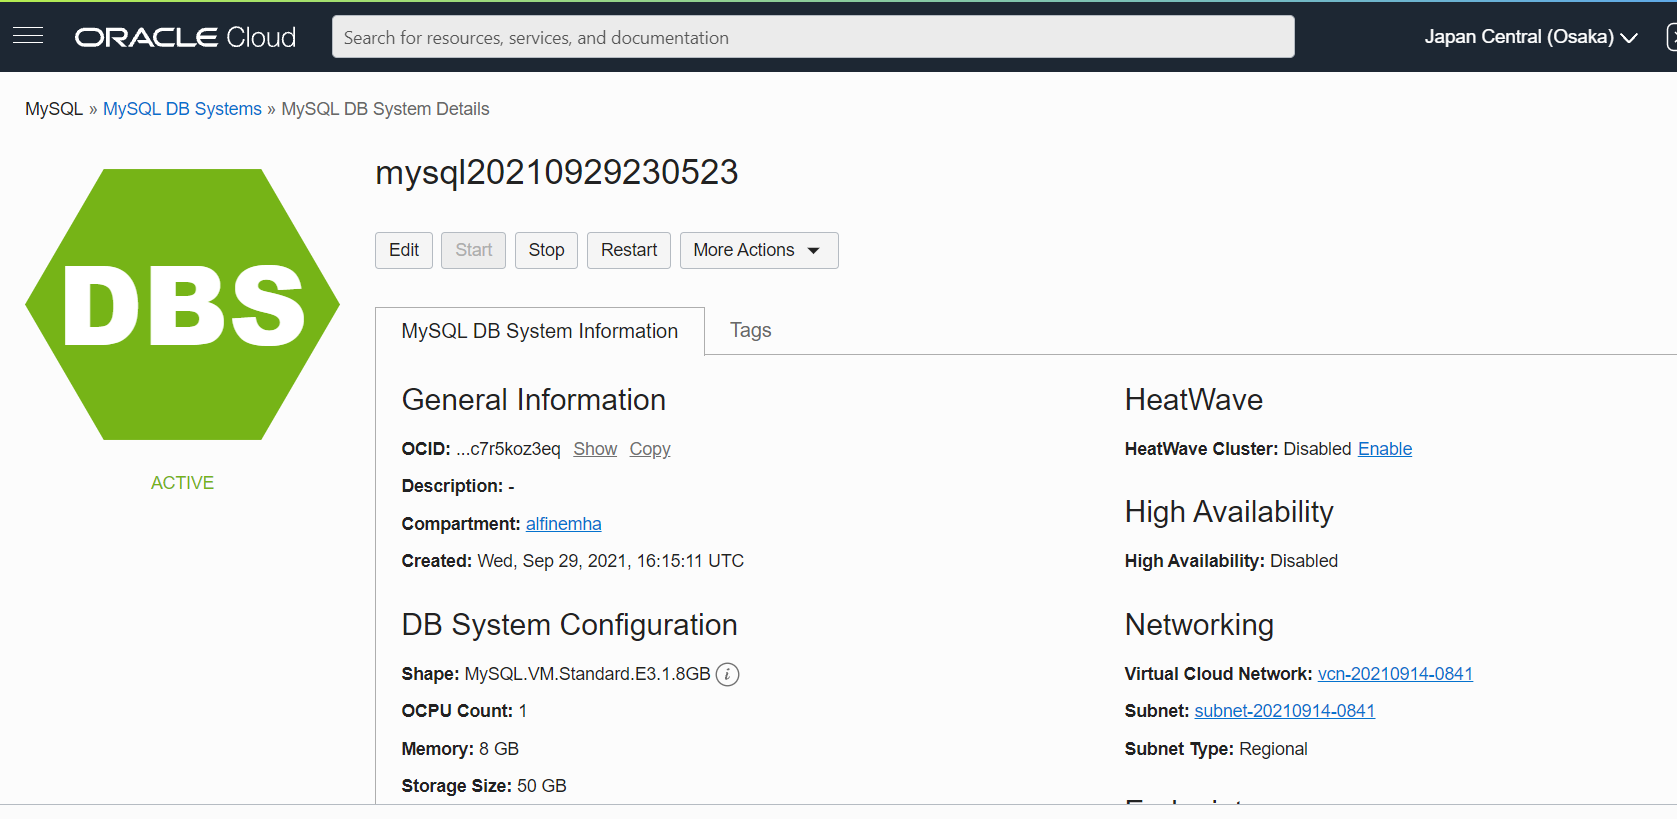 ORACLE Cloud
Search for resources, services, and documentation
Japan Central (Osaka)
MySQL » MySQL DB Systems » MySQL DB System Details
DBS
ACTIVE
mysql20210929230523
Edit
Start
Stop
Restart
More Actions
MySQL DB System Information
Tags
General Information
OCID: ...c7r5koz3eq Show Copy
Description: -
Compartment: alfinemha
Created: Wed, Sep 29, 2021, 16:15:11 UTC
DB System Configuration
Shape: MySQL.VM.Standard.E3.1.8GB i
OCPU Count: 1
Memory: 8 GB
Storage Size: 50 GB
HeatWave
HeatWave Cluster: Disabled Enable
High Availability
High Availability: Disabled
Networking
Virtual Cloud Network: vcn-20210914-0841
Subnet: subnet-20210914-0841
Subnet Type: Regional